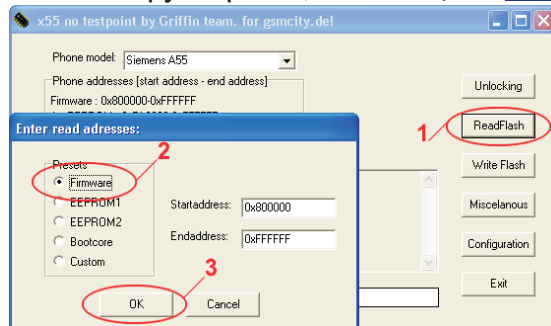 x55 no testpoint by Griffin team. for gsmcity.de!
Phone model: Siemens A55
Phone addresses [start address - end address]
Firmware : 0x800000-0xFFFFFF
Unlocking
ReadFlash
Write Flash
Miscelanous
Configuration
Exit
1
Enter read adresses:
2
Presets
Firmware
EEPROM1
EEPROM2
Bootcore
Custom
Startaddress: 0x800000
Endaddress: 0xFFFFFF
3
OK
Cancel